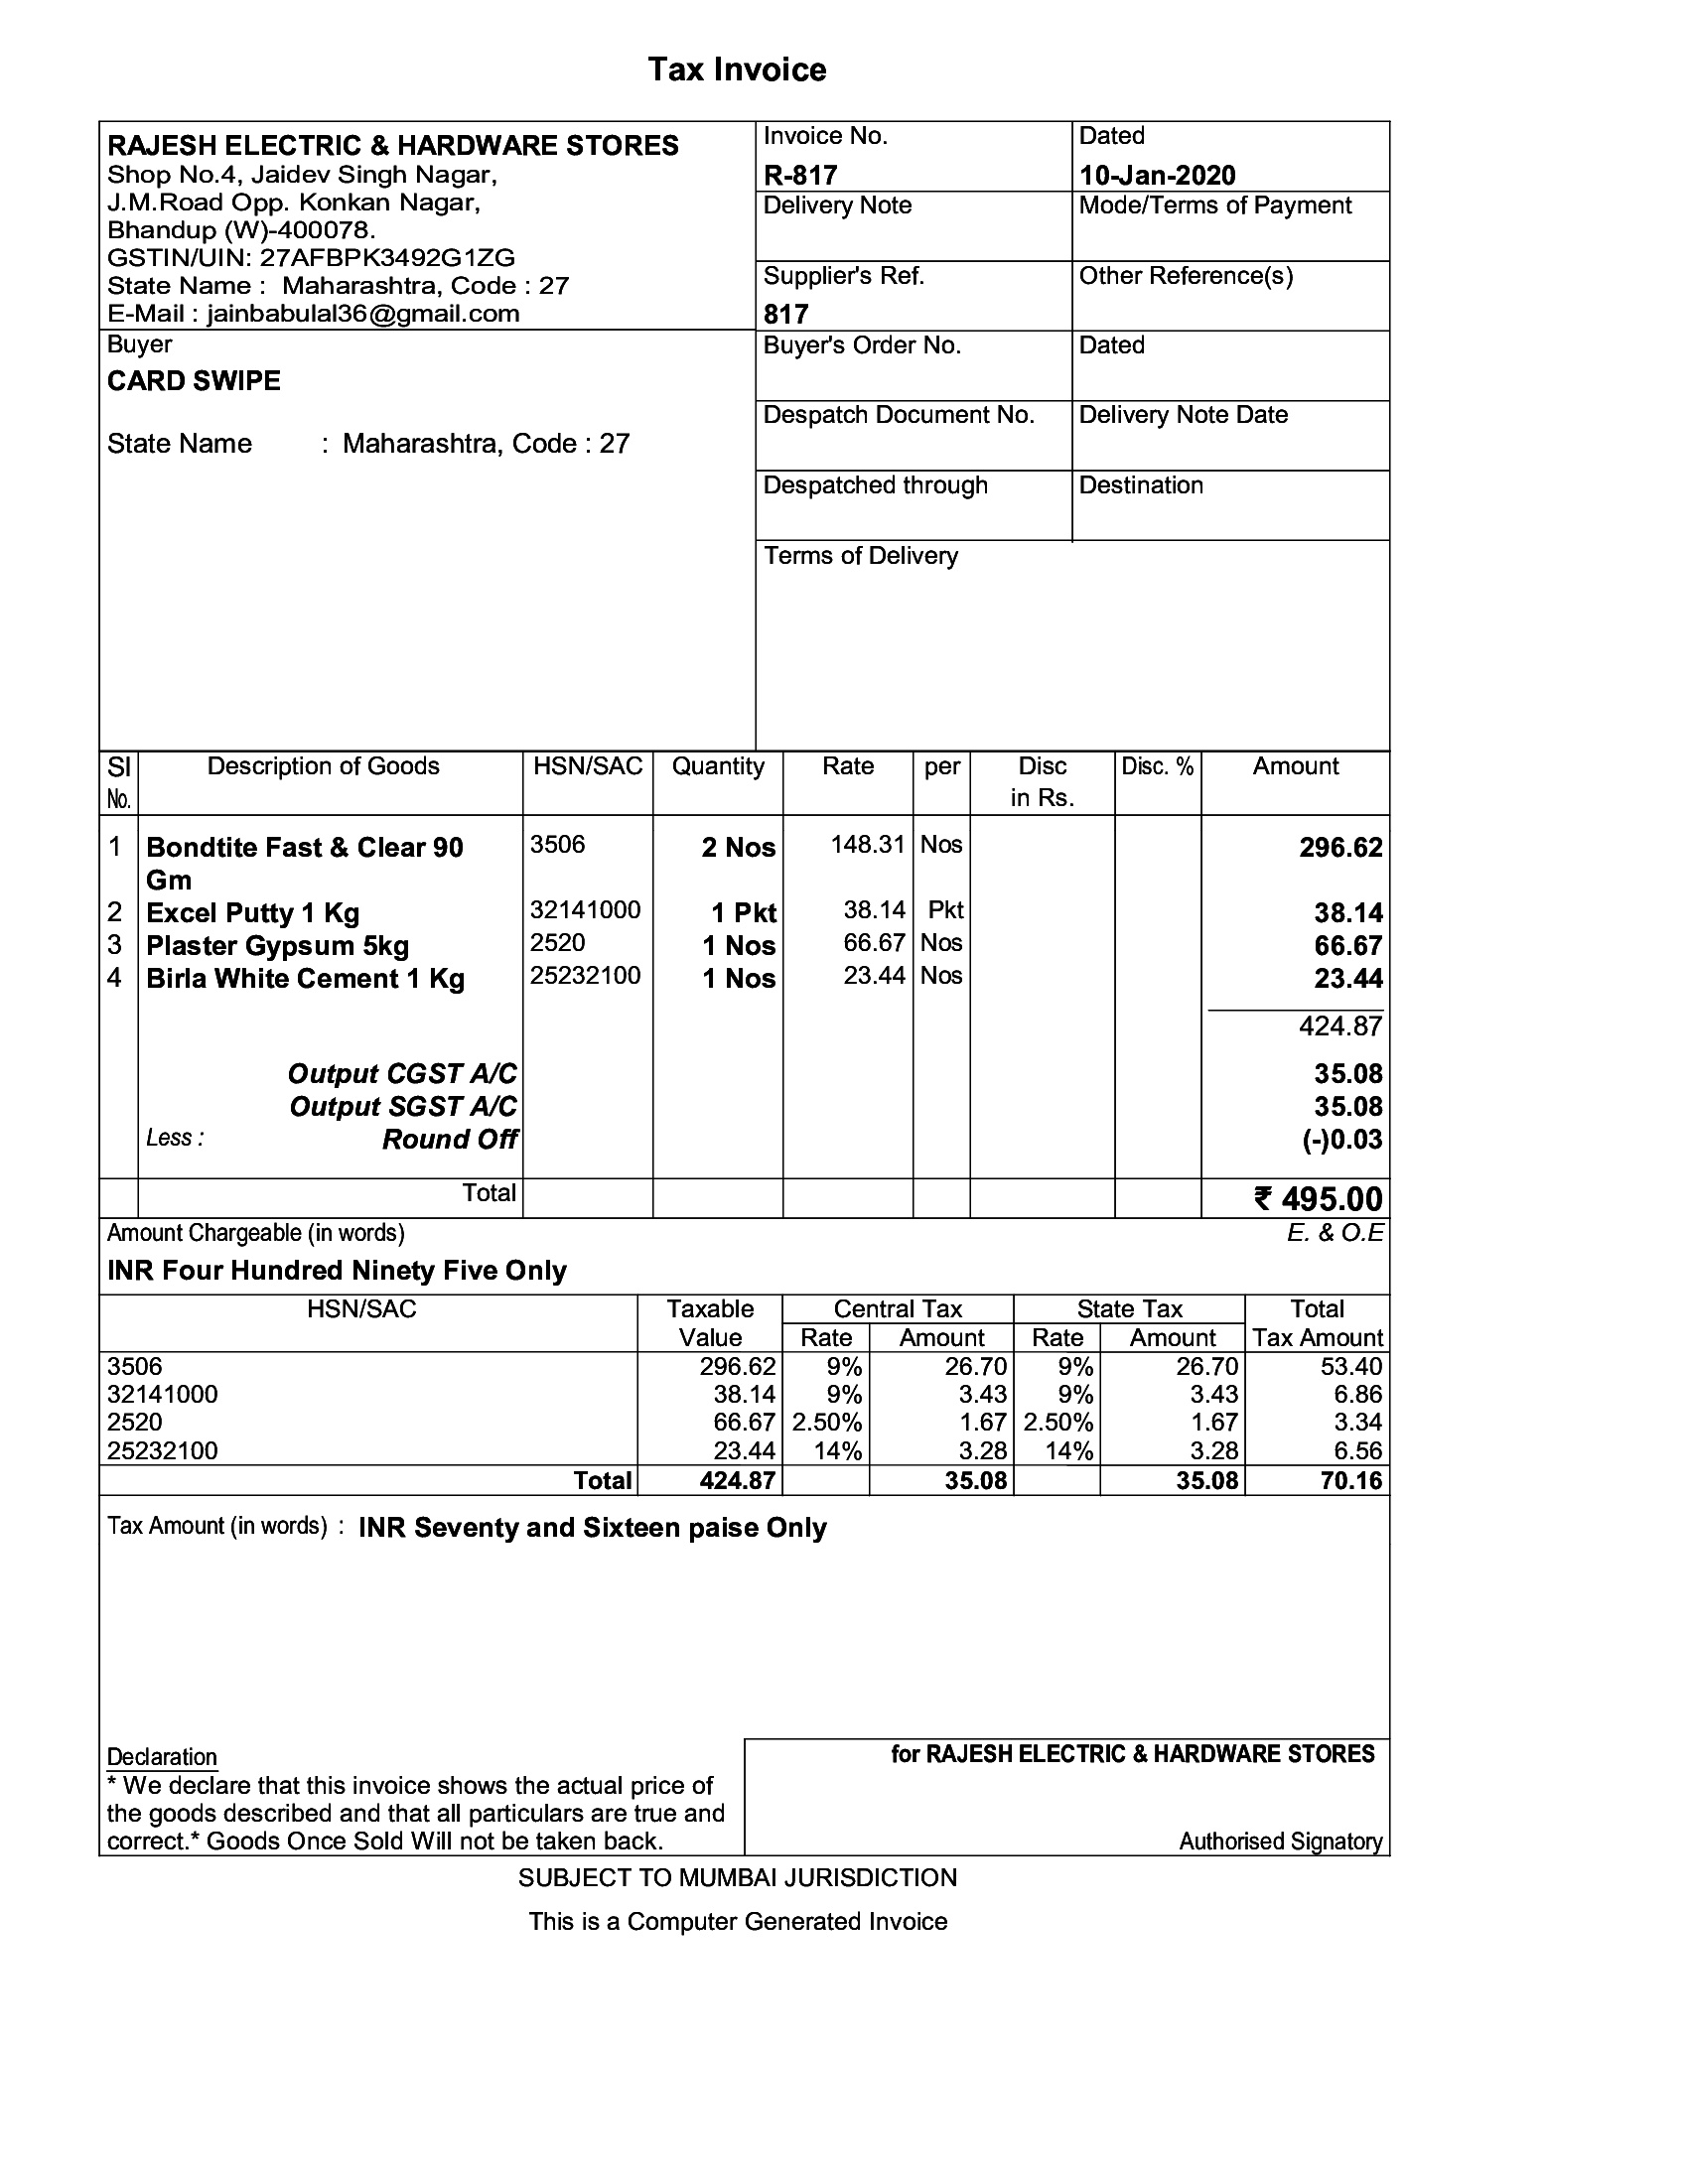 Tax Invoice
RAJESH ELECTRIC & HARDWARE STORES
Shop No.4, Jaidev Singh Nagar,
J.M.Road Opp. Konkan Nagar,
Bhandup (W)-400078.
GSTIN/UIN: 27AFBPK3492G1ZG
State Name : Maharashtra, Code : 27
E-Mail : jainbabulal36@gmail.com
Invoice No. Dated
R-817 10-Jan-2020
Delivery Note Mode/Terms of Payment
Supplier's Ref. Other Reference(s)
817
Buyer
CARD SWIPE
State Name : Maharashtra, Code : 27
Buyer's Order No. Dated
Despatch Document No. Delivery Note Date
Despatched through Destination
Terms of Delivery
Sl Description of Goods HSN/SAC Quantity Rate per Disc Disc. % Amount
No. in Rs.
1 Bondtite Fast & Clear 90 3506 2 Nos 148.31 Nos 296.62
Gm
2 Excel Putty 1 Kg 32141000 1 Pkt 38.14 Pkt 38.14
3 Plaster Gypsum 5kg 2520 1 Nos 66.67 Nos 66.67
4 Birla White Cement 1 Kg 25232100 1 Nos 23.44 Nos 23.44
424.87
Output CGST A/C 35.08
Output SGST A/C 35.08
Less : Round Off (-)0.03
Total ₹ 495.00
Amount Chargeable (in words) E. & O.E
INR Four Hundred Ninety Five Only
HSN/SAC Taxable Central Tax State Tax Total
Value Rate Amount Rate Amount Tax Amount
3506 296.62 9% 26.70 9% 26.70 53.40
32141000 38.14 9% 3.43 9% 3.43 6.86
2520 66.67 2.50% 1.67 2.50% 1.67 3.34
25232100 23.44 14% 3.28 14% 3.28 6.56
Total 424.87 35.08 35.08 70.16
Tax Amount (in words) : INR Seventy and Sixteen paise Only
Declaration
* We declare that this invoice shows the actual price of
the goods described and that all particulars are true and
correct.* Goods Once Sold Will not be taken back.
for RAJESH ELECTRIC & HARDWARE STORES
Authorised Signatory
SUBJECT TO MUMBAI JURISDICTION
This is a Computer Generated Invoice